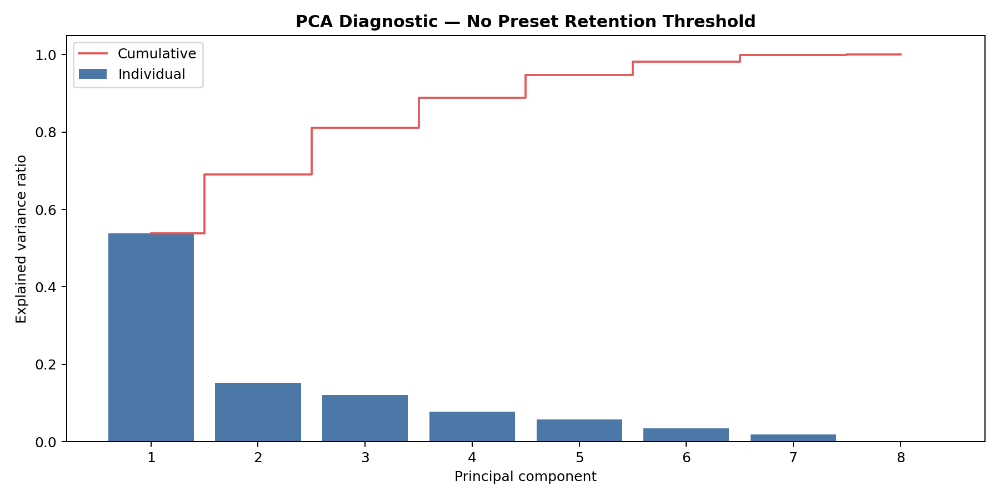 PCA Diagnostic — No Preset Retention Threshold
Cumulative
Individual
1.0
0.8
0.6
0.4
0.2
0.0
Explained variance ratio
1 2 3 4 5 6 7 8
Principal component